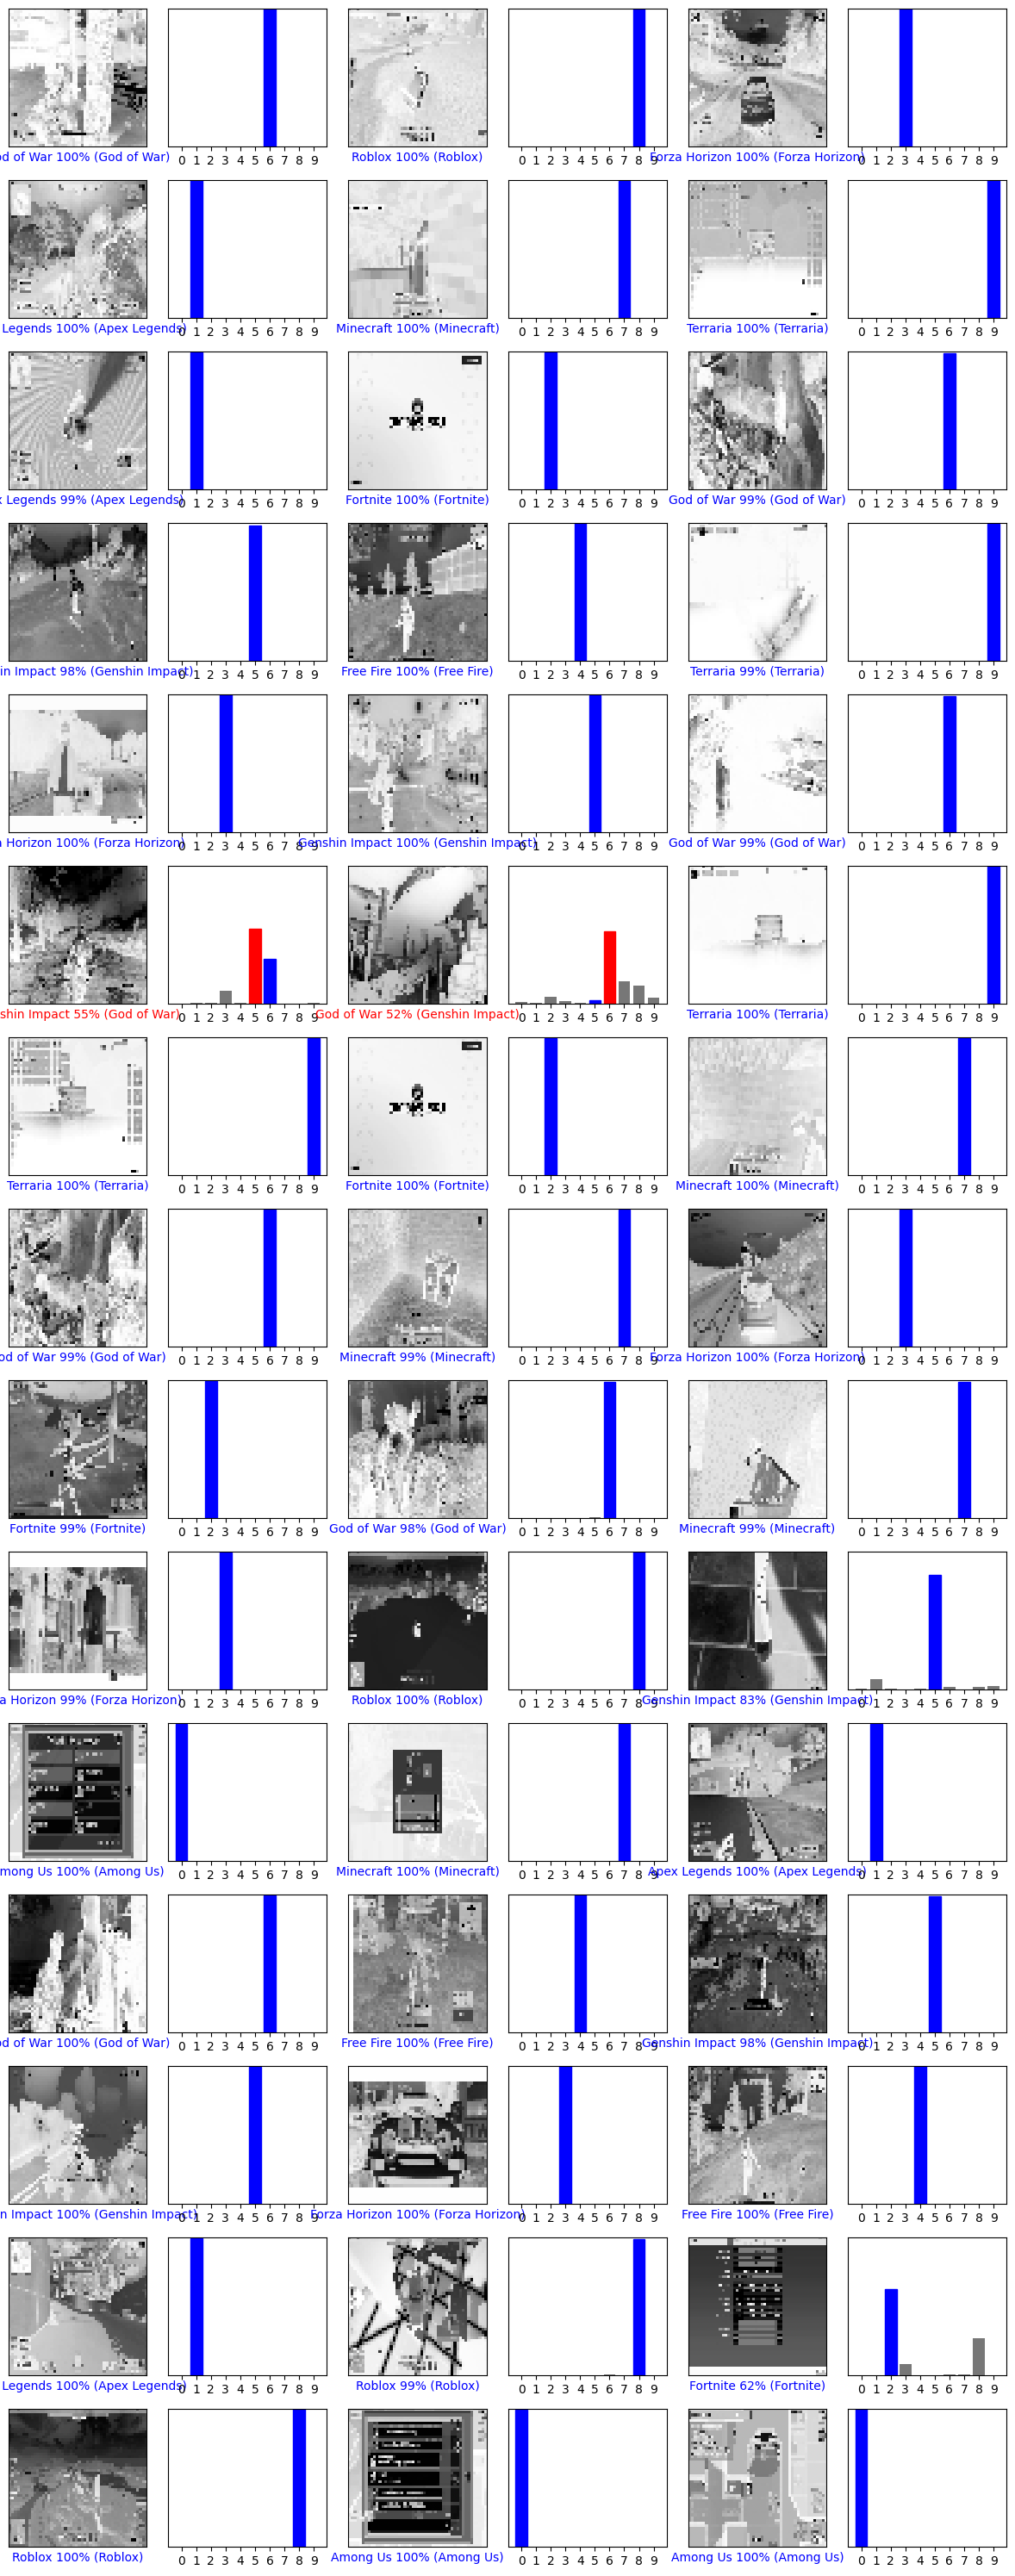 od of War 100% (God of War) 0 1 2 3 4 5 6 7 8 9 Roblox 100% (Roblox) 0 1 2 3 4 5 6 7 8 9 Forza Horizon 100% (Forza Horizon) 0 1 2 3 4 5 6 7 8 9
Legends 100% (Apex Legends) 0 1 2 3 4 5 6 7 8 9 Minecraft 100% (Minecraft) 0 1 2 3 4 5 6 7 8 9 Terraria 100% (Terraria) 0 1 2 3 4 5 6 7 8 9
x Legends 99% (Apex Legends) 0 1 2 3 4 5 6 7 8 9 Fortnite 100% (Fortnite) 0 1 2 3 4 5 6 7 8 9 God of War 99% (God of War) 0 1 2 3 4 5 6 7 8 9
in Impact 98% (Genshin Impact) 0 1 2 3 4 5 6 7 8 9 Free Fire 100% (Free Fire) 0 1 2 3 4 5 6 7 8 9 Terraria 99% (Terraria) 0 1 2 3 4 5 6 7 8 9
a Horizon 100% (Forza Horizon) 0 1 2 3 4 5 6 7 8 9 Genshin Impact 100% (Genshin Impact) 0 1 2 3 4 5 6 7 8 9 God of War 99% (God of War) 0 1 2 3 4 5 6 7 8 9
shin Impact 55% (God of War) 0 1 2 3 4 5 6 7 8 9 God of War 52% (Genshin Impact) 0 1 2 3 4 5 6 7 8 9 Terraria 100% (Terraria) 0 1 2 3 4 5 6 7 8 9
Terraria 100% (Terraria) 0 1 2 3 4 5 6 7 8 9 Fortnite 100% (Fortnite) 0 1 2 3 4 5 6 7 8 9 Minecraft 100% (Minecraft) 0 1 2 3 4 5 6 7 8 9
od of War 99% (God of War) 0 1 2 3 4 5 6 7 8 9 Minecraft 99% (Minecraft) 0 1 2 3 4 5 6 7 8 9 Forza Horizon 100% (Forza Horizon) 0 1 2 3 4 5 6 7 8 9
Fortnite 99% (Fortnite) 0 1 2 3 4 5 6 7 8 9 God of War 98% (God of War) 0 1 2 3 4 5 6 7 8 9 Minecraft 99% (Minecraft) 0 1 2 3 4 5 6 7 8 9
a Horizon 99% (Forza Horizon) 0 1 2 3 4 5 6 7 8 9 Roblox 100% (Roblox) 0 1 2 3 4 5 6 7 8 9 Genshin Impact 83% (Genshin Impact) 0 1 2 3 4 5 6 7 8 9
mong Us 100% (Among Us) 0 1 2 3 4 5 6 7 8 9 Minecraft 100% (Minecraft) 0 1 2 3 4 5 6 7 8 9 Apex Legends 100% (Apex Legends) 0 1 2 3 4 5 6 7 8 9
od of War 100% (God of War) 0 1 2 3 4 5 6 7 8 9 Free Fire 100% (Free Fire) 0 1 2 3 4 5 6 7 8 9 Genshin Impact 98% (Genshin Impact) 0 1 2 3 4 5 6 7 8 9
n Impact 100% (Genshin Impact) 0 1 2 3 4 5 6 7 8 9 Forza Horizon 100% (Forza Horizon) 0 1 2 3 4 5 6 7 8 9 Free Fire 100% (Free Fire) 0 1 2 3 4 5 6 7 8 9
Legends 100% (Apex Legends) 0 1 2 3 4 5 6 7 8 9 Roblox 99% (Roblox) 0 1 2 3 4 5 6 7 8 9 Fortnite 62% (Fortnite) 0 1 2 3 4 5 6 7 8 9
Roblox 100% (Roblox) 0 1 2 3 4 5 6 7 8 9 Among Us 100% (Among Us) 0 1 2 3 4 5 6 7 8 9 Among Us 100% (Among Us) 0 1 2 3 4 5 6 7 8 9